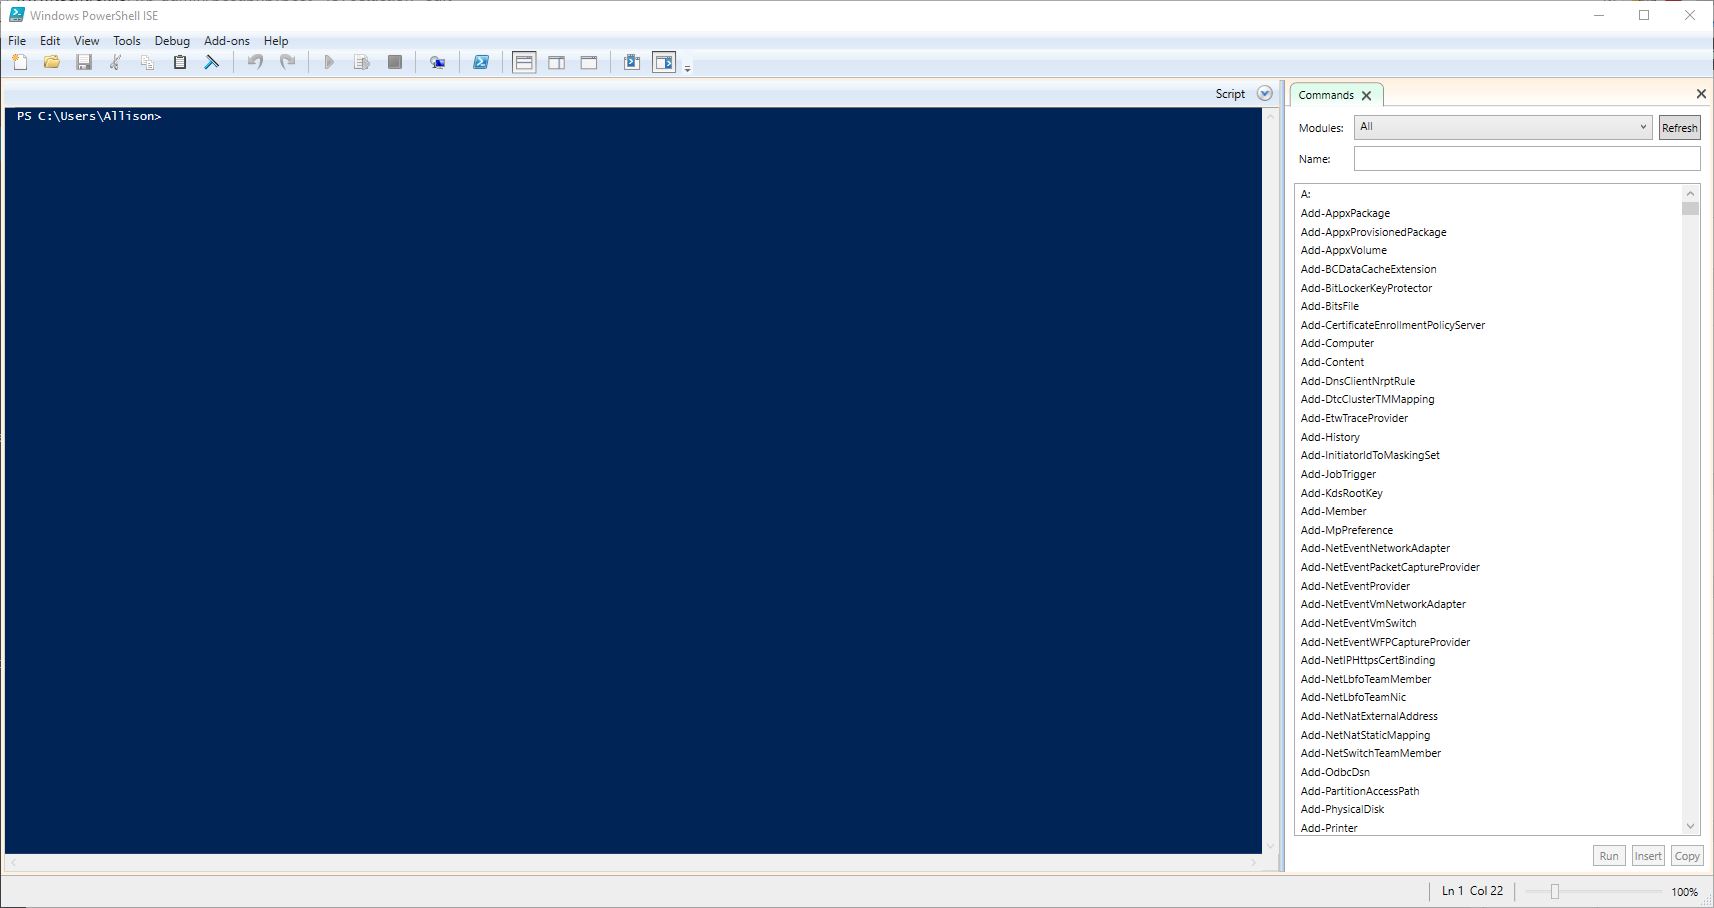 Windows PowerShell ISE
File Edit View Tools Debug Add-ons Help
Script
PS C:\Users\Allison>
Commands
Modules: All Refresh
Name:
A:
Add-AppxPackage
Add-AppxProvisionedPackage
Add-AppxVolume
Add-BCDataCacheExtension
Add-BitLockerKeyProtector
Add-BitsFile
Add-CertificateEnrollmentPolicyServer
Add-Computer
Add-Content
Add-DnsClientNrptRule
Add-DtcClusterTMMapping
Add-EtwTraceProvider
Add-History
Add-InitiatorIdToMaskingSet
Add-JobTrigger
Add-KdsRootKey
Add-Member
Add-MpPreference
Add-NetEventNetworkAdapter
Add-NetEventPacketCaptureProvider
Add-NetEventProvider
Add-NetEventVmNetworkAdapter
Add-NetEventVmSwitch
Add-NetEventWFPCaptureProvider
Add-NetIPHttpsCertBinding
Add-NetLbfoTeamMember
Add-NetLbfoTeamNic
Add-NetNatExternalAddress
Add-NetNatStaticMapping
Add-NetSwitchTeamMember
Add-OdbcDsn
Add-PartitionAccessPath
Add-PhysicalDisk
Add-Printer
Run Insert Copy
Ln 1 Col 22 100%